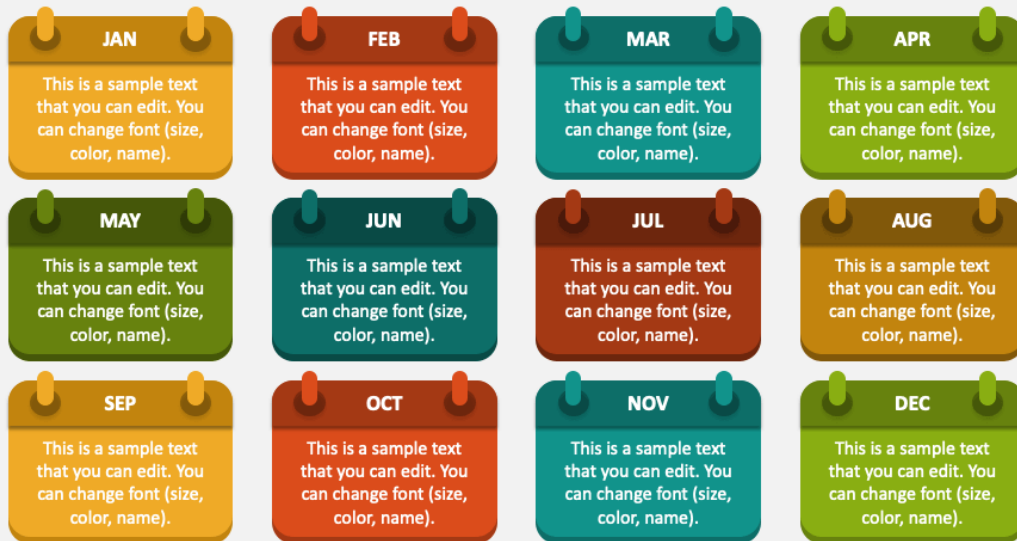 JAN
This is a sample text
that you can edit. You
can change font (size,
color, name).
FEB
This is a sample text
that you can edit. You
can change font (size,
color, name).
MAR
This is a sample text
that you can edit. You
can change font (size,
color, name).
APR
This is a sample text
that you can edit. You
can change font (size,
color, name).
MAY
This is a sample text
that you can edit. You
can change font (size,
color, name).
JUN
This is a sample text
that you can edit. You
can change font (size,
color, name).
JUL
This is a sample text
that you can edit. You
can change font (size,
color, name).
AUG
This is a sample text
that you can edit. You
can change font (size,
color, name).
SEP
This is a sample text
that you can edit. You
can change font (size,
color, name).
OCT
This is a sample text
that you can edit. You
can change font (size,
color, name).
NOV
This is a sample text
that you can edit. You
can change font (size,
color, name).
DEC
This is a sample text
that you can edit. You
can change font (size,
color, name).